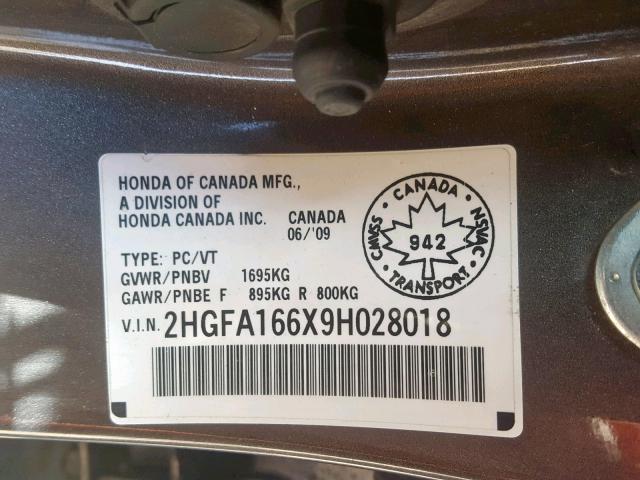 HONDA OF CANADA MFG.,
A DIVISION OF
HONDA CANADA INC. CANADA
06/'09
TYPE: PC/VT
GVWR/PNBV 1695KG
GAWR/PNBE F 895KG R 800KG
V.I.N. 2HGFA166X9H028018
CANADA
CMVSS
942
NSVAC
TRANSPORT